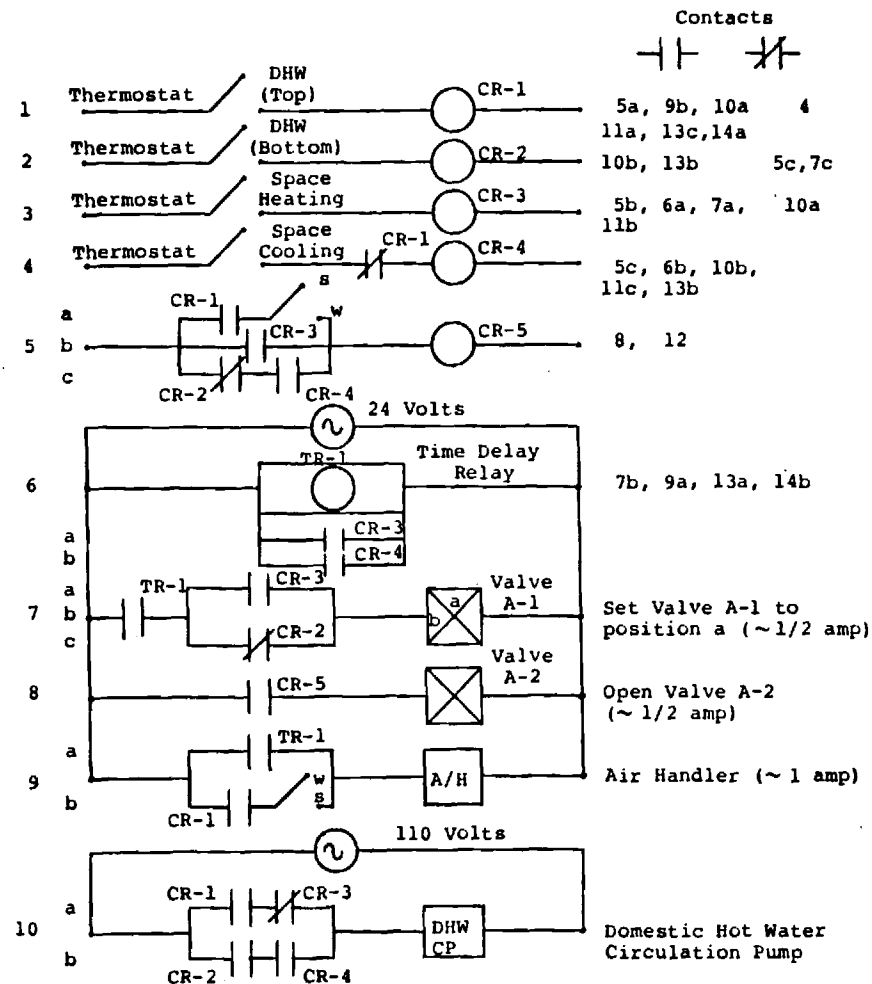 Contacts
DHW
Thermostat (Top) CR-1
1 5a, 9b, 10a 4
DHW 11a, 13c,14a
Thermostat (Bottom) CR-2
2 10b, 13b 5c,7c
Space
Thermostat Heating CR-3
3 5b, 6a, 7a, 10a
11b
Space
Thermostat Cooling CR-1 CR-4
4 5c, 6b, 10b,
11c, 13b
s
CR-1
a w
CR-3 CR-5
5 b 8, 12
c
CR-2 CR-4
24 Volts
TR-1 Time Delay
Relay
6 7b, 9a, 13a, 14b
a CR-3
b CR-4
a TR-1 CR-3 Valve
A-1
7 b a Set Valve A-1 to
b position a (~1/2 amp)
c CR-2
Valve
A-2
8 CR-5 Open Valve A-2
(~ 1/2 amp)
a TR-1
9 w A/H Air Handler (~ 1 amp)
b s
CR-1
110 Volts
CR-1 CR-3
a
10 DHW Domestic Hot Water
CP Circulation Pump
b
CR-2 CR-4